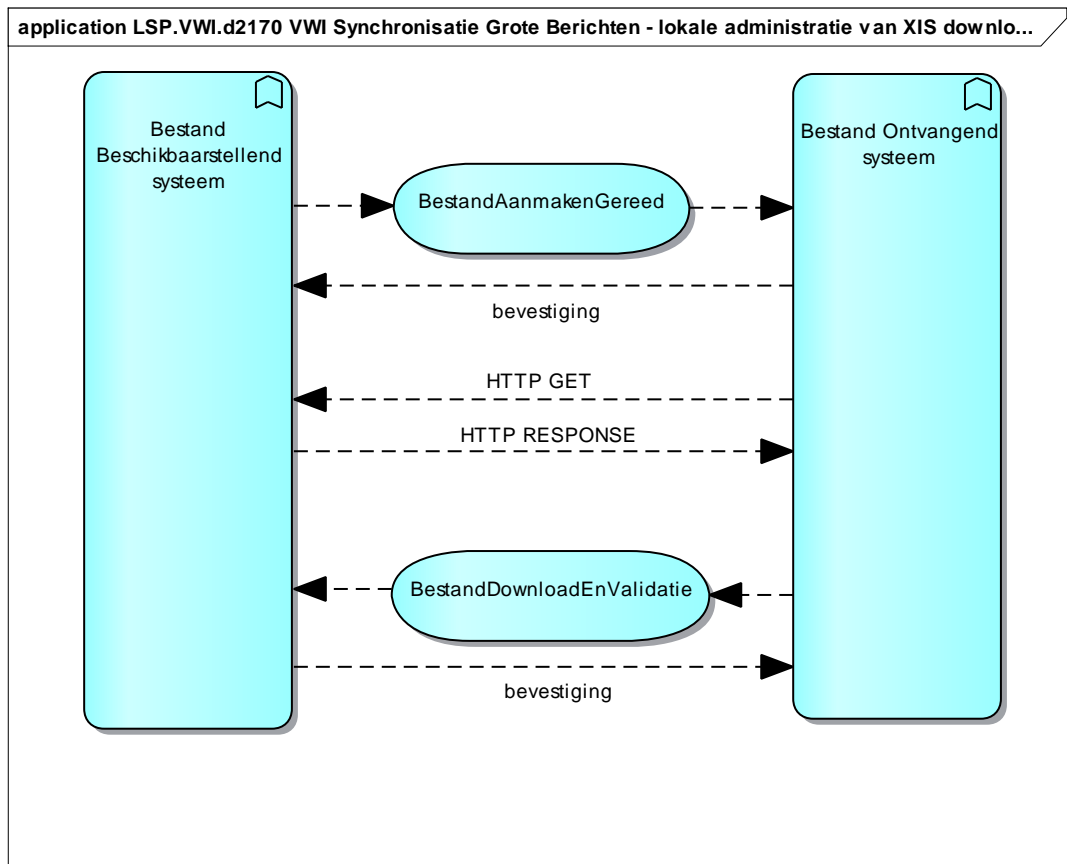 application LSP.VWI.d2170 VWI Synchronisatie Grote Berichten - lokale administratie van XIS downlo...
Bestand
Beschikbaarstellend
systeem
Bestand Ontvangend
systeem
BestandAanmakenGereed
bevestiging
HTTP GET
HTTP RESPONSE
BestandDownloadEnValidatie
bevestiging